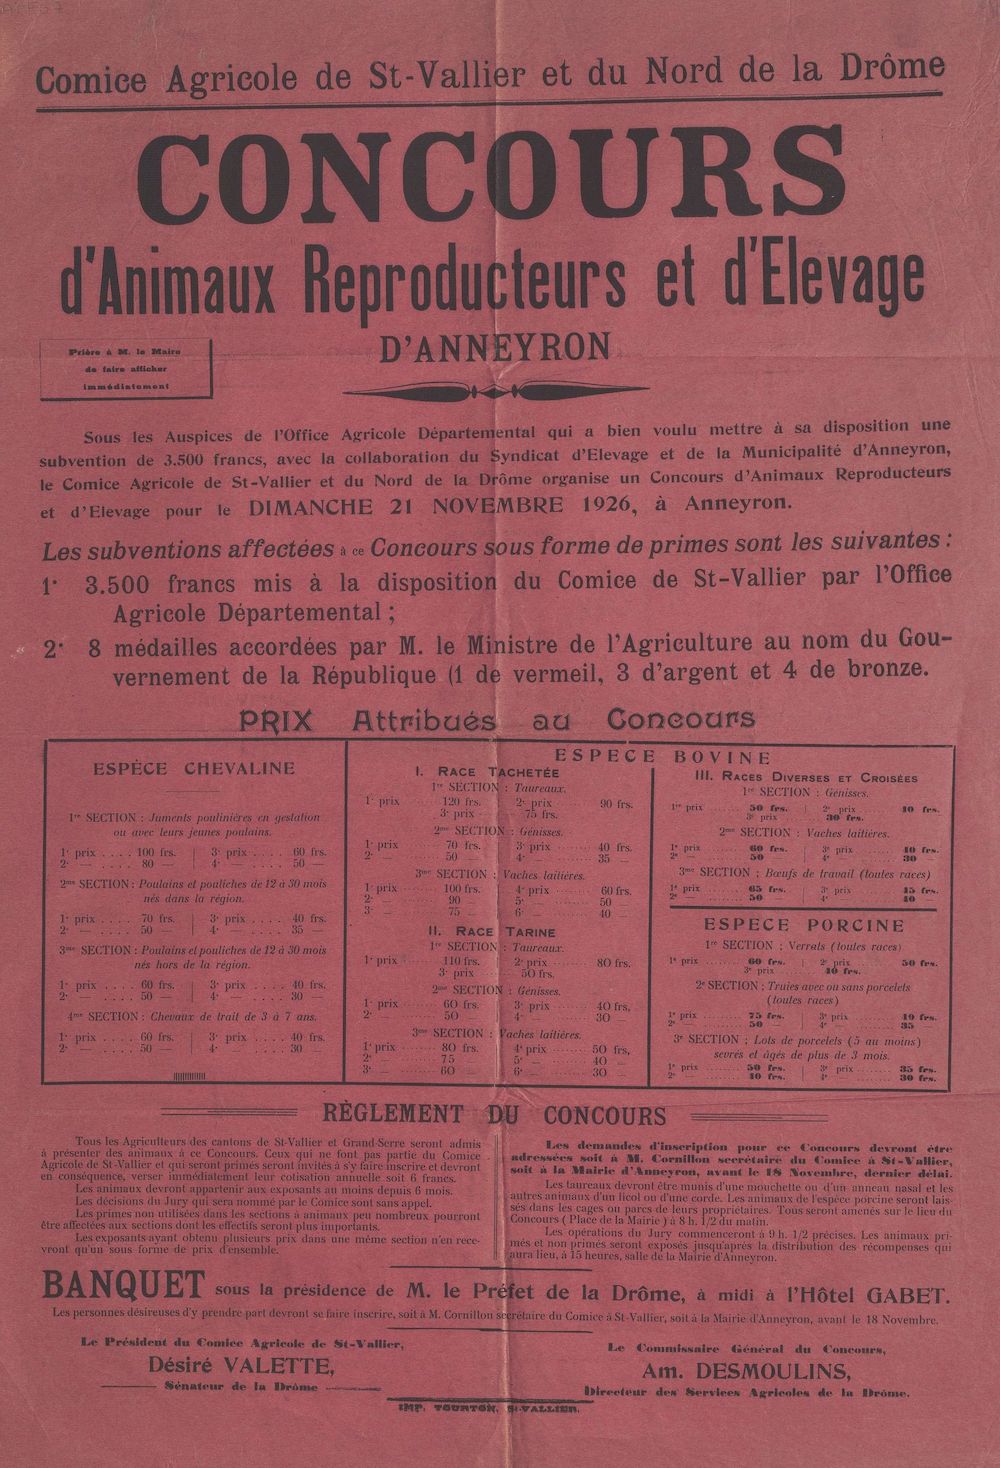 Comice Agricole de St-Vallier et du Nord de la Drôme
CONCOURS
d'Animaux Reproducteurs et d'Elevage
D'ANNEYRON
Prière à M. le Maire
de faire afficher
immédiatement
Sous les Auspices de l'Office Agricole Départemental qui a bien voulu mettre à sa disposition une
subvention de 3.500 francs, avec la collaboration du Syndicat d'Elevage et de la Municipalité d'Anneyron,
le Comice Agricole de St-Vallier et du Nord de la Drôme organise un Concours d'Animaux Reproducteurs
et d'Elevage pour le DIMANCHE 21 NOVEMBRE 1926, à Anneyron.
Les subventions affectées à ce Concours sous forme de primes sont les suivantes :
1° 3.500 francs mis à la disposition du Comice de St-Vallier par l'Office
Agricole Départemental ;
2° 8 médailles accordées par M. le Ministre de l'Agriculture au nom du Gou-
vernement de la République (1 de vermeil, 3 d'argent et 4 de bronze.
PRIX Attribués au Concours
ESPÈCE CHEVALINE
1re SECTION : Juments poulinières en gestation
ou avec leurs jeunes poulains.
1er prix .... 100 frs. | 3e prix .... 60 frs.
2e — .... 80 — | 4e — .... 50 —
2me SECTION : Poulains et pouliches de 12 à 30 mois
nés dans la région.
1er prix .... 70 frs. | 3e prix .... 40 frs.
2e — .... 50 — | 4e — .... 35 —
3me SECTION : Poulains et pouliches de 12 à 30 mois
nés hors de la région.
1er prix .... 60 frs. | 3e prix .... 40 frs.
2e — .... 50 — | 4e — .... 30 —
4me SECTION : Chevaux de trait de 3 à 7 ans.
1er prix .... 60 frs. | 3e prix .... 40 frs.
2e — .... 50 — | 4e — .... 30 —
ESPECE BOVINE
I. RACE TACHETÉE
1re SECTION : Taureaux.
1er prix ...... 120 frs. 2e prix ...... 90 frs.
3e prix ...... 75 frs.
2me SECTION : Génisses.
1er prix ...... 70 frs. 3e prix ...... 40 frs.
2e — ...... 50 — 4e — ...... 35 —
3me SECTION : Vaches laitières.
1er prix ...... 100 frs. 4e prix ...... 60 frs.
2e — ...... 90 5e — ...... 50 —
3e — ...... 75 — 6e — ...... 40 —
II. RACE TARINE
1re SECTION : Taureaux.
1er prix ...... 110 frs. 2e prix ...... 80 frs.
3e prix ...... 50 frs.
2me SECTION : Génisses.
1er prix ...... 60 frs. 3e prix ...... 40 frs,
2e — ...... 50 4e — ...... 30 —
3me SECTION : Vaches laitières.
1er prix ...... 80 frs. 4e prix ...... 50 frs,
2e — ...... 75 5e — ...... 40 —
3e — ...... 60 — 6e — ...... 30 —
III. RACES DIVERSES ET CROISÉES
1re SECTION : Génisses.
1er prix ...... 50 frs. | 2e prix ...... 40 frs.
3e prix ...... 30 frs.
2me SECTION : Vaches laitières.
1er prix ...... 60 frs. | 3e prix ...... 40 frs.
2e — ...... 50 | 4e — ...... 30
3me SECTION : Bœufs de travail (toutes races)
1er prix ...... 65 frs. | 3e prix ...... 45 frs.
2e — ...... 50 | 4e — ...... 40 —
ESPECE PORCINE
1re SECTION ; Verrats (toutes races)
1er prix ...... 60 frs. | 2e prix ...... 50 frs.
3e prix ...... 40 frs.
2e SECTION ; Truies avec ou sans porcelets
(toutes races)
1er prix ...... 75 frs. | 3e prix ...... 40 frs.
2e — ...... 50 — | 4e — ...... 35
3e SECTION ; Lots de porcelets (5 au moins)
sevrés et âgés de plus de 3 mois.
1er prix ...... 50 frs. | 3e prix ...... 35 frs.
2e — ...... 40 frs. | 4e — ...... 30 frs.
RÈGLEMENT DU CONCOURS
Tous les Agriculteurs des cantons de St-Vallier et Grand-Serre seront admis
à présenter des animaux à ce Concours. Ceux qui ne font pas partie du Comice
Agricole de St-Vallier et qui seront primés seront invités à s'y faire inscrire et devront
en conséquence, verser immédiatement leur cotisation annuelle soit 6 francs.
Les animaux devront appartenir aux exposants au moins depuis 6 mois.
Les décisions du Jury qui sera nommé par le Comice sont sans appel.
Les primes non utilisées dans les sections à animaux peu nombreux pourront
être affectées aux sections dont les effectifs seront plus importants.
Les exposants ayant obtenu plusieurs prix dans une même section n'en rece-
vront qu'un sous forme de prix d'ensemble.
Les demandes d'inscription pour ce Concours devront être
adressées soit à M. Cornillon secrétaire du Comice à St-Vallier,
soit à la Mairie d'Anneyron, avant le 18 Novembre, dernier délai.
Les taureaux devront être munis d'une mouchette ou d'un anneau nasal et les
autres animaux d'un licol ou d'une corde. Les animaux de l'espèce porcine seront lais-
sés dans les cages ou parcs de leurs propriétaires. Tous seront amenés sur le lieu du
Concours ( Place de la Mairie ) à 8 h. 1/2 du matin.
Les opérations du Jury commenceront à 9 h. 1/2 précises. Les animaux pri-
més et non primés seront exposés jusqu'après la distribution des récompenses qui
aura lieu, à 15 heures, salle de la Mairie d'Anneyron.
BANQUET sous la présidence de M. le Préfet de la Drôme, à midi à l'Hôtel GABET.
Les personnes désireuses d'y prendre part devront se faire inscrire, soit à M. Cornillon secrétaire du Comice à St-Vallier, soit à la Mairie d'Anneyron, avant le 18 Novembre.
Le Président du Comice Agricole de St-Vallier,
Désiré VALETTE,
Sénateur de la Drôme
Le Commissaire Général du Concours,
Am. DESMOULINS,
Directeur des Services Agricoles de la Drôme.
IMP. TOURTON, St-VALLIER.